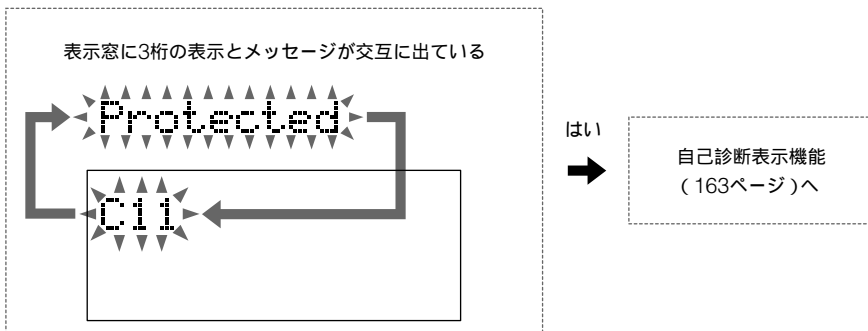 表示窓に3桁の表示とメッセージが交互に出ている
Protected
C11
はい
自己診断表示機能
( 163ページ )へ